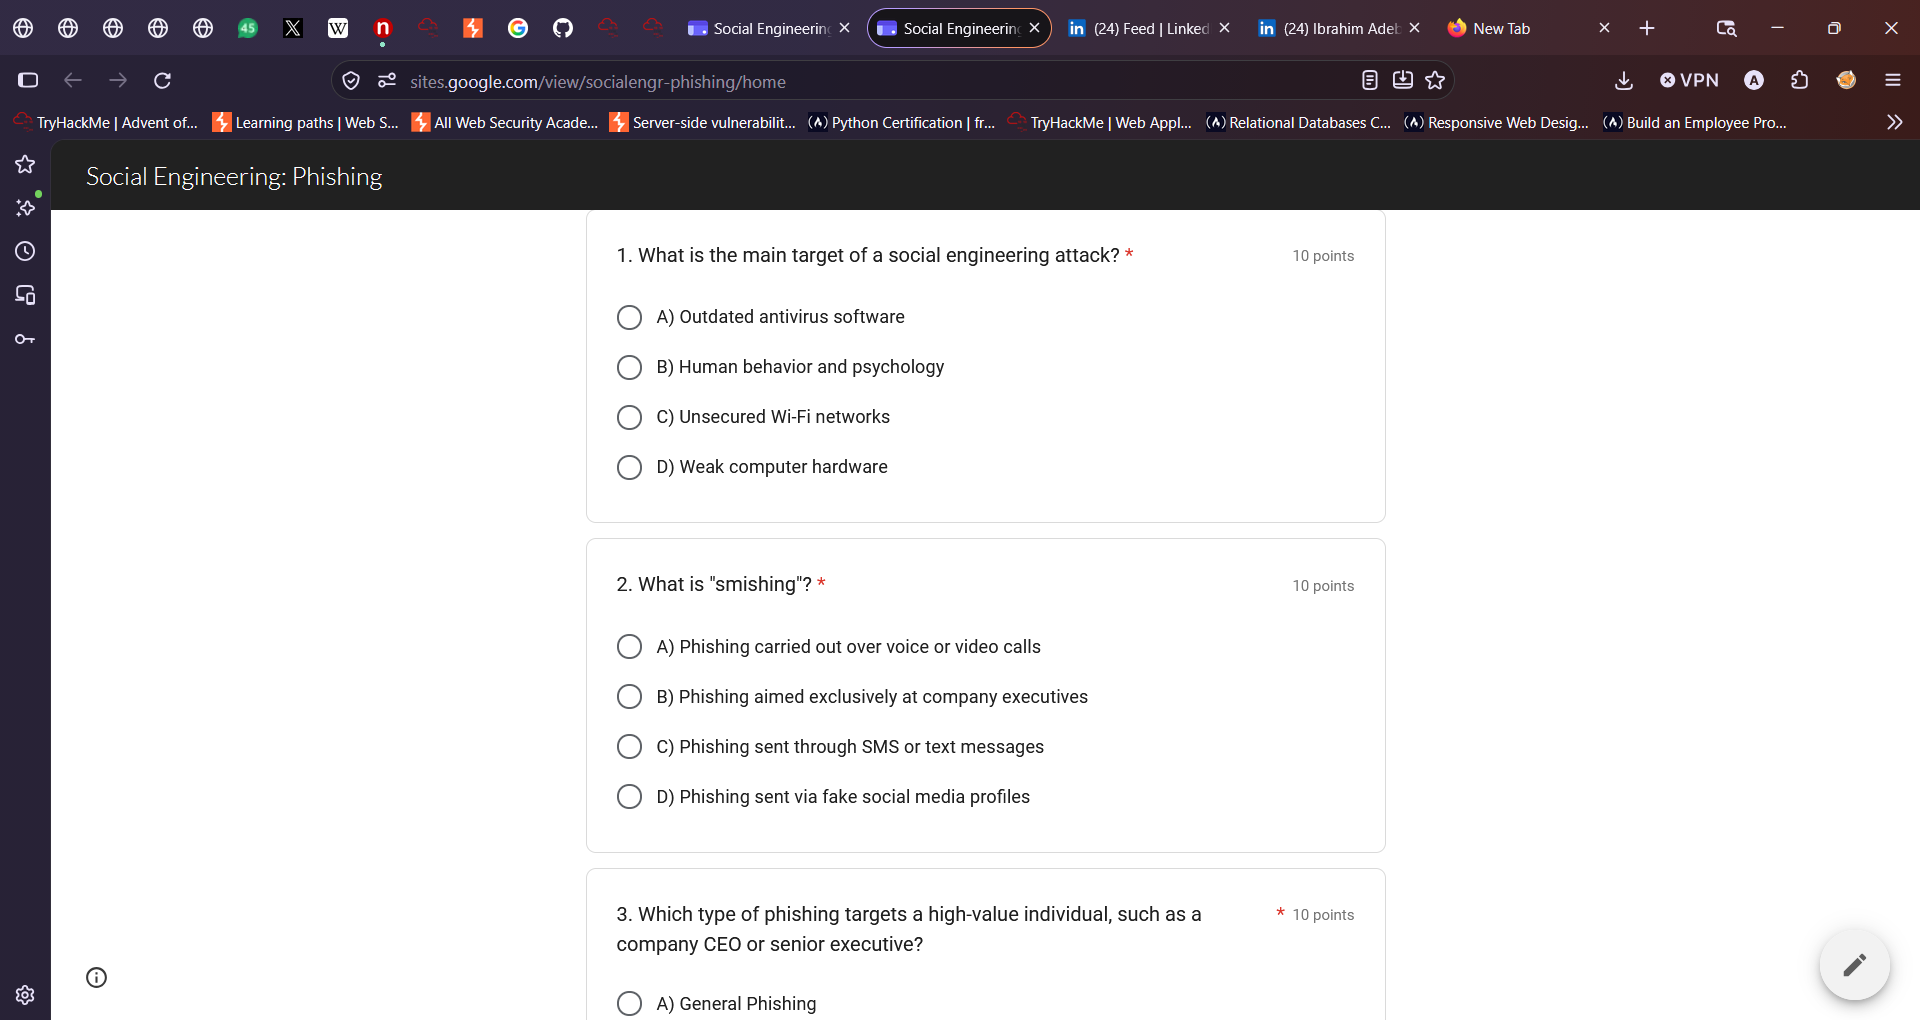 45
Social Engineering
Social Engineering
(24) Feed | Linked
(24) Ibrahim Adeb
New Tab
sites.google.com/view/socialengr-phishing/home
VPN
TryHackMe | Advent of...
Learning paths | Web S...
All Web Security Acade...
Server-side vulnerabilit...
Python Certification | fr...
TryHackMe | Web Appl...
Relational Databases C...
Responsive Web Desig...
Build an Employee Pro...
Social Engineering: Phishing
1. What is the main target of a social engineering attack? *
10 points
A) Outdated antivirus software
B) Human behavior and psychology
C) Unsecured Wi-Fi networks
D) Weak computer hardware
2. What is "smishing"? *
10 points
A) Phishing carried out over voice or video calls
B) Phishing aimed exclusively at company executives
C) Phishing sent through SMS or text messages
D) Phishing sent via fake social media profiles
3. Which type of phishing targets a high-value individual, such as a
* 10 points
company CEO or senior executive?
A) General Phishing